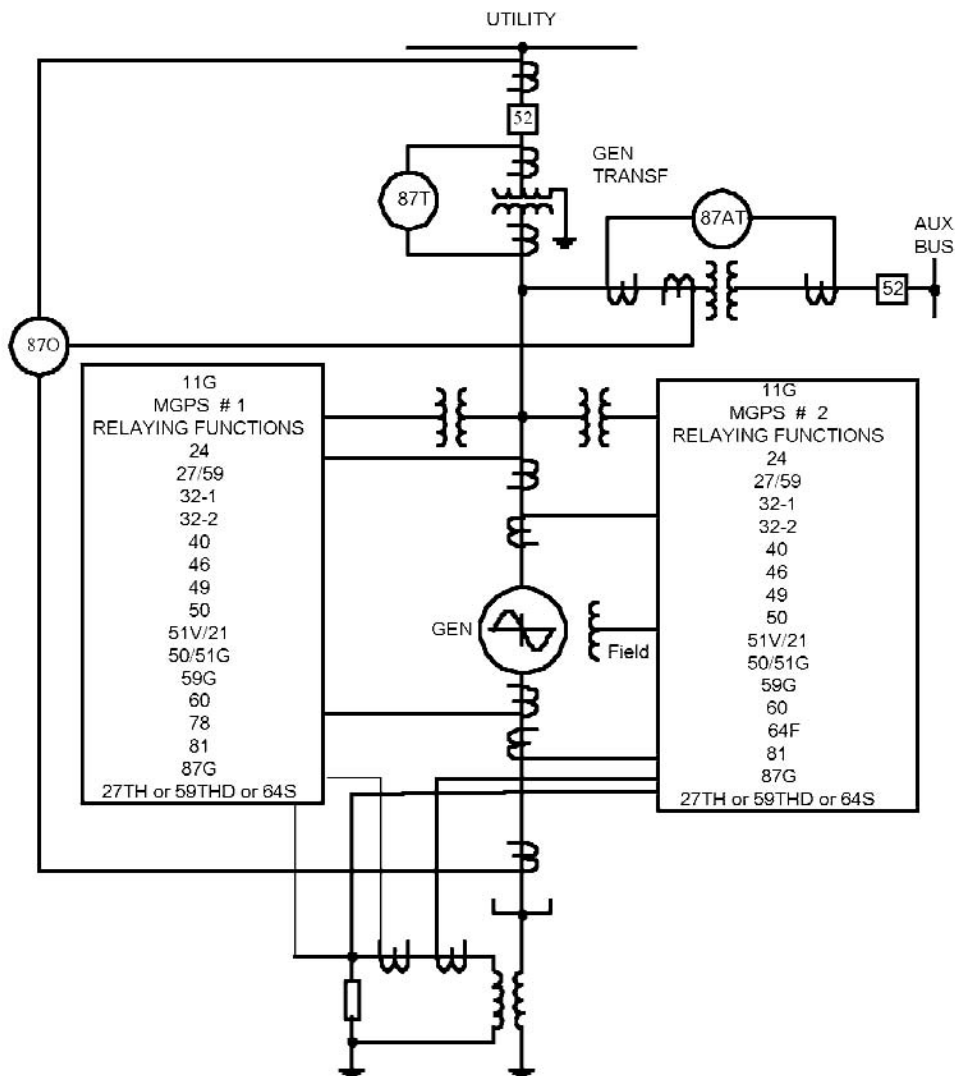 UTILITY
52
GEN
TRANSF
87T
87AT
AUX
BUS
52
87O
11G
MGPS # 1
RELAYING FUNCTIONS
24
27/59
32-1
32-2
40
46
49
50
51V/21
50/51G
59G
60
78
81
87G
27TH or 59THD or 64S
11G
MGPS # 2
RELAYING FUNCTIONS
24
27/59
32-1
32-2
40
46
49
50
51V/21
50/51G
59G
60
64F
81
87G
27TH or 59THD or 64S
GEN
Field